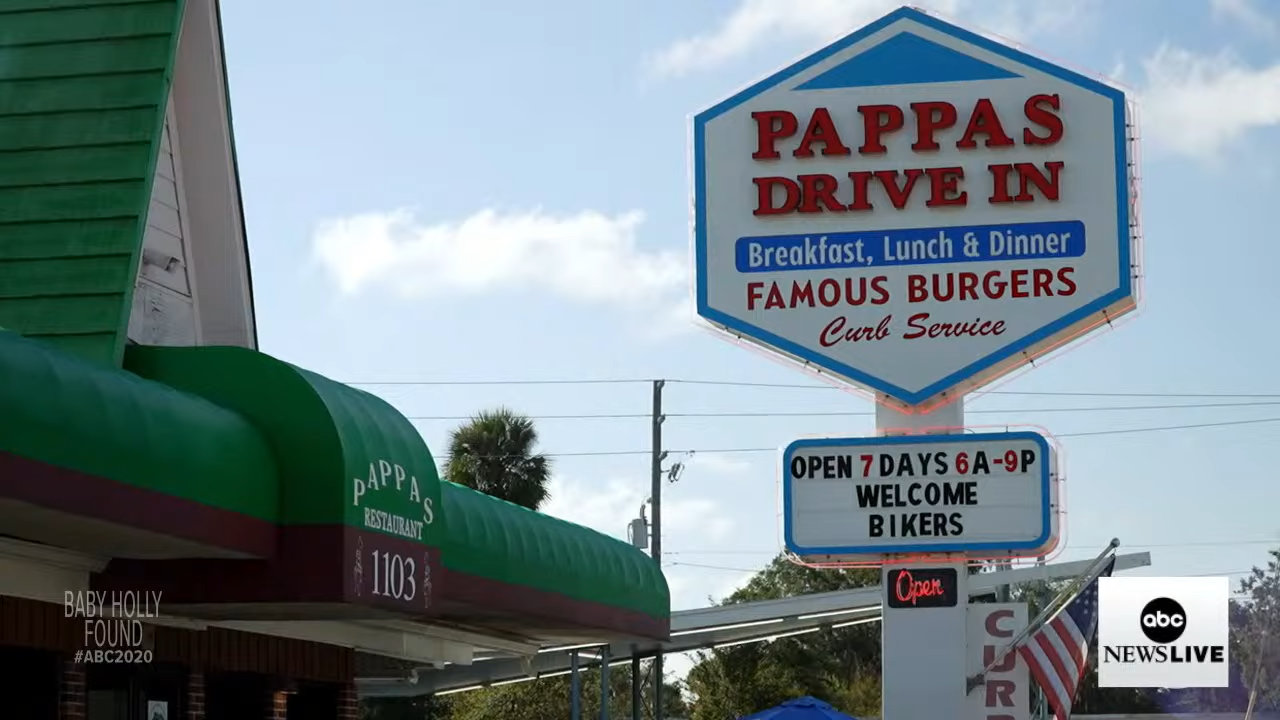 PAPPAS
DRIVE IN
Breakfast, Lunch & Dinner
FAMOUS BURGERS
Curb Service
OPEN 7 DAYS 6A-9P
WELCOME
BIKERS
Open
CUR
PAPPAS
RESTAURANT
1103
BABY HOLLY
FOUND
#ABC2020
abc
NEWS LIVE